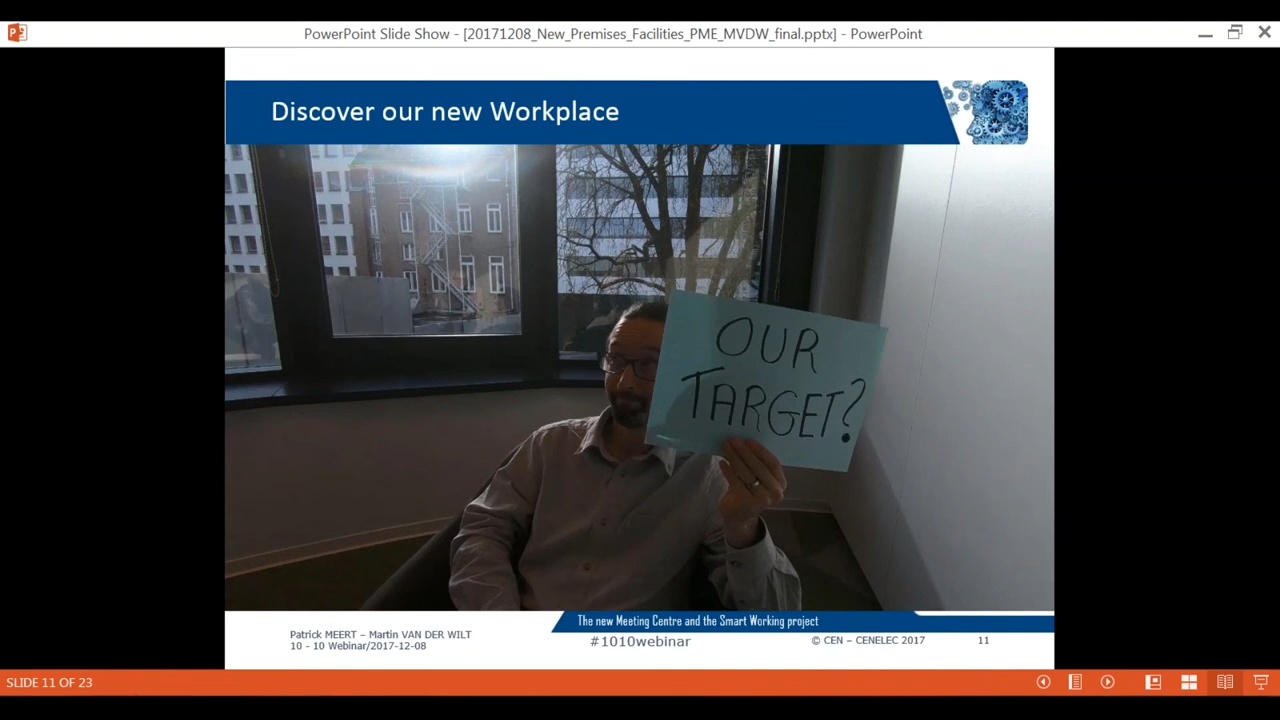 PowerPoint Slide Show - [20171208_New_Premises_Facilities_PME_MVDW_final.pptx] - PowerPoint
Discover our new Workplace
OUR
TARGET?
The new Meeting Centre and the Smart Working project
Patrick MEERT – Martin VAN DER WILT
10 - 10 Webinar/2017-12-08
#1010webinar
© CEN – CENELEC 2017
11
SLIDE 11 OF 23